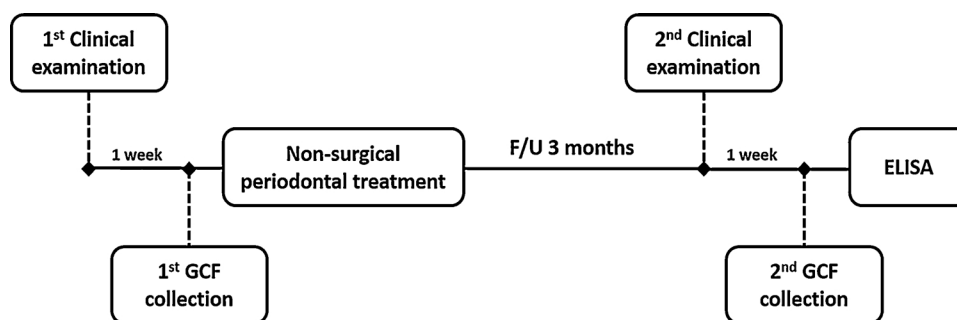 1st Clinical
examination
2nd Clinical
examination
1 week
Non-surgical
periodontal treatment
F/U 3 months
1 week
ELISA
1st GCF
collection
2nd GCF
collection